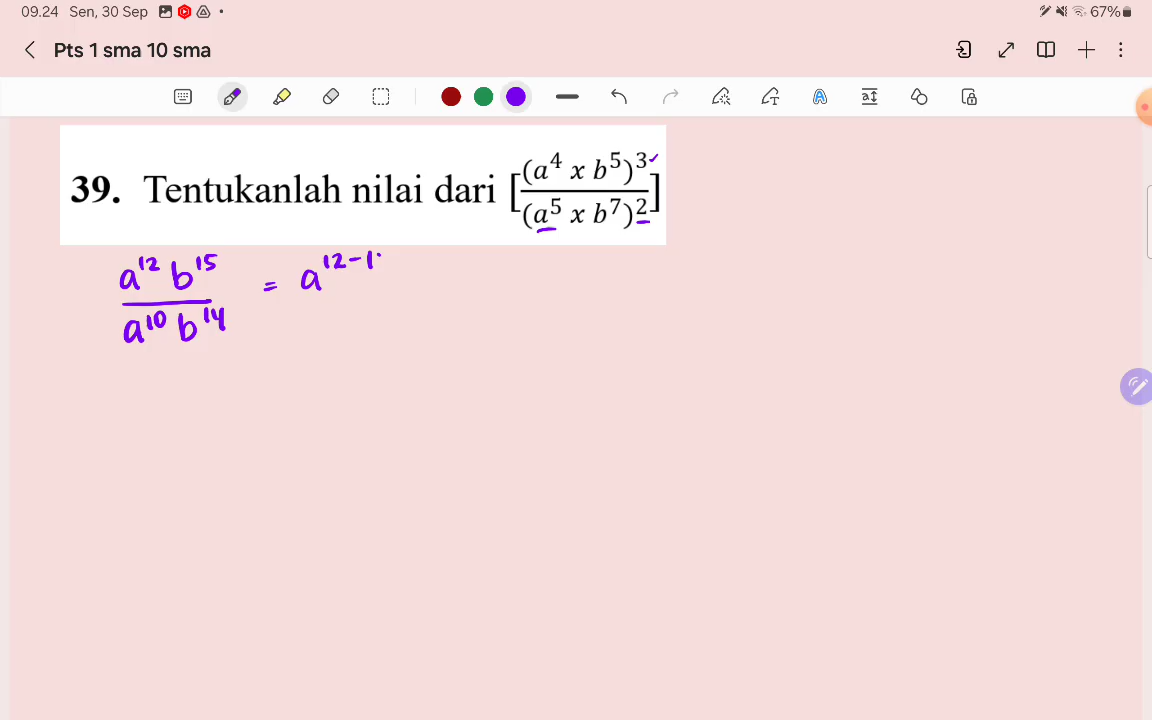 09.24 Sen, 30 Sep 67%
Pts 1 sma 10 sma
39. Tentukanlah nilai dari [(a⁴ x b⁵)³ / (a⁵ x b⁷)²]
a¹² b¹⁵ / a¹⁰ b¹⁴ = a¹²⁻¹